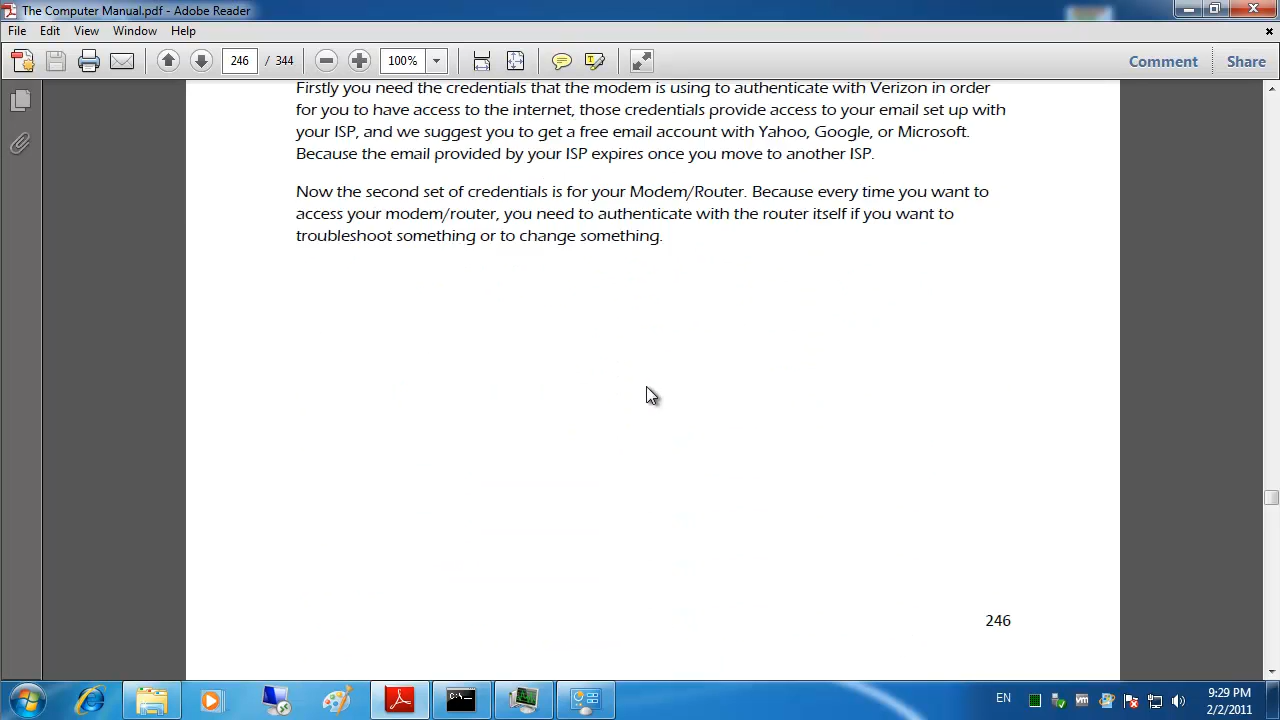 The Computer Manual.pdf - Adobe Reader
File Edit View Window Help
246 / 344 100% Comment Share
Firstly you need the credentials that the modem is using to authenticate with Verizon in order
for you to have access to the internet, those credentials provide access to your email set up with
your ISP, and we suggest you to get a free email account with Yahoo, Google, or Microsoft.
Because the email provided by your ISP expires once you move to another ISP.
Now the second set of credentials is for your Modem/Router. Because every time you want to
access your modem/router, you need to authenticate with the router itself if you want to
troubleshoot something or to change something.
246
EN
9:29 PM
2/2/2011